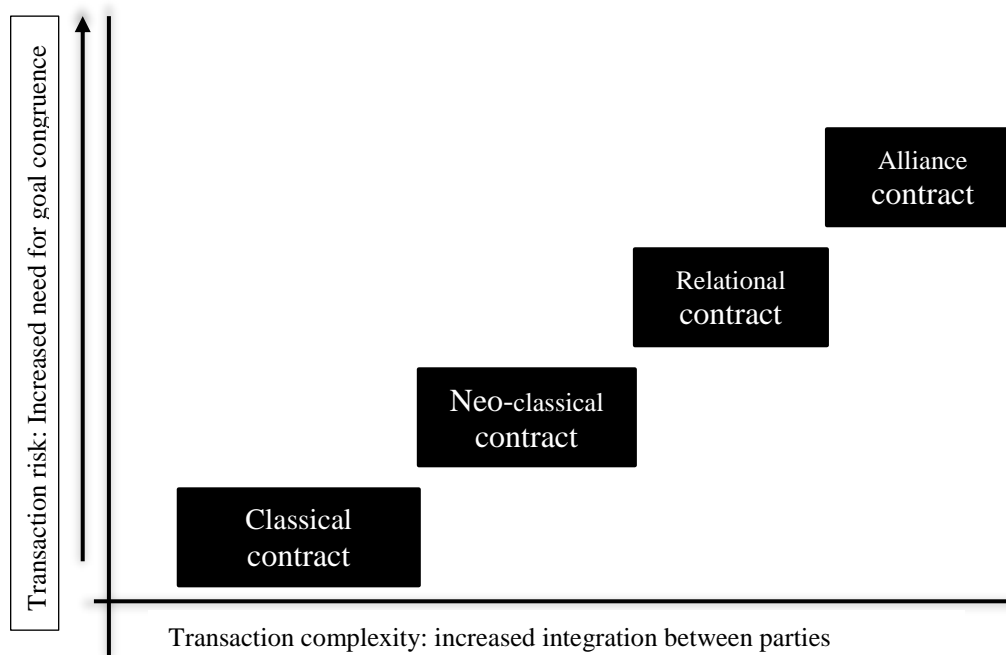 Transaction risk: Increased need for goal congruence
Alliance
contract
Relational
contract
Neo-classical
contract
Classical
contract
Transaction complexity: increased integration between parties